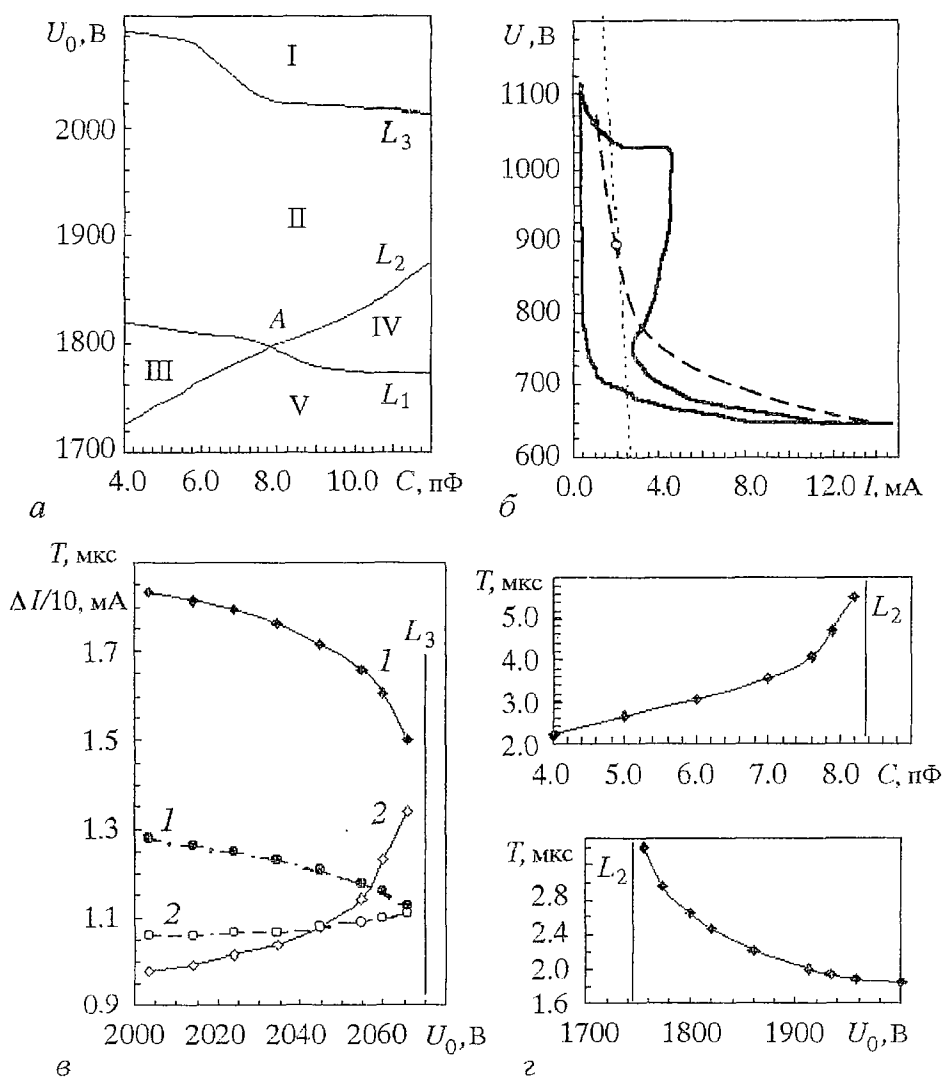 U₀, В
2000
1900
1800
1700
4.0 6.0 8.0 10.0 C, пФ
I
L₃
II
L₂
A
IV
III
V
L₁
а
U, В
1100
1000
900
800
700
600
0.0 4.0 8.0 12.0 I, мА
б
T, мкс
ΔI/10, мА
1.7
1.5
1.3
1.1
0.9
2000 2020 2040 2060 U₀, В
L₃
1
2
1
2
в
T, мкс
5.0
4.0
3.0
2.0
4.0 5.0 6.0 7.0 8.0 C, пФ
L₂
T, мкс
2.8
2.4
2.0
1.6
1700 1800 1900 U₀, В
L₂
г